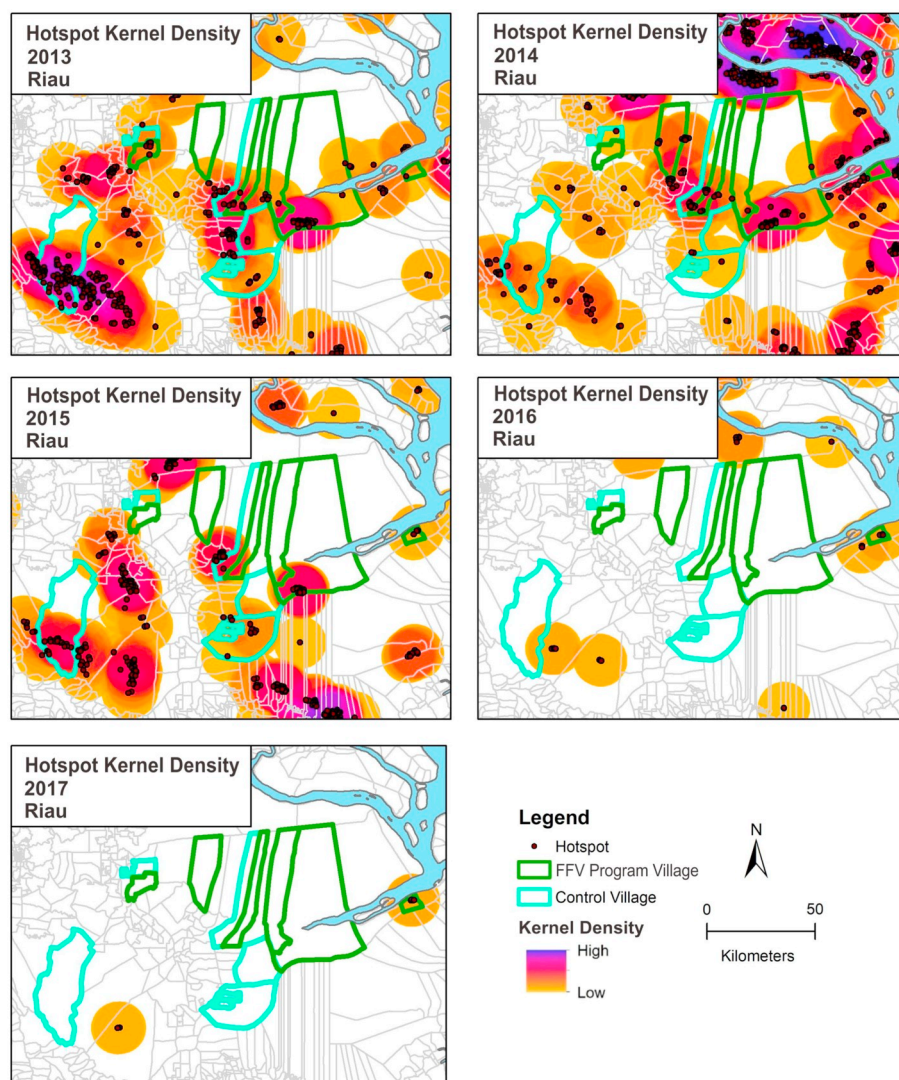 Hotspot Kernel Density
2013
Riau
Hotspot Kernel Density
2014
Riau
Hotspot Kernel Density
2015
Riau
Hotspot Kernel Density
2016
Riau
Hotspot Kernel Density
2017
Riau
Legend
Hotspot
FFV Program Village
Control Village
Kernel Density
High
Low
N
0 50
Kilometers